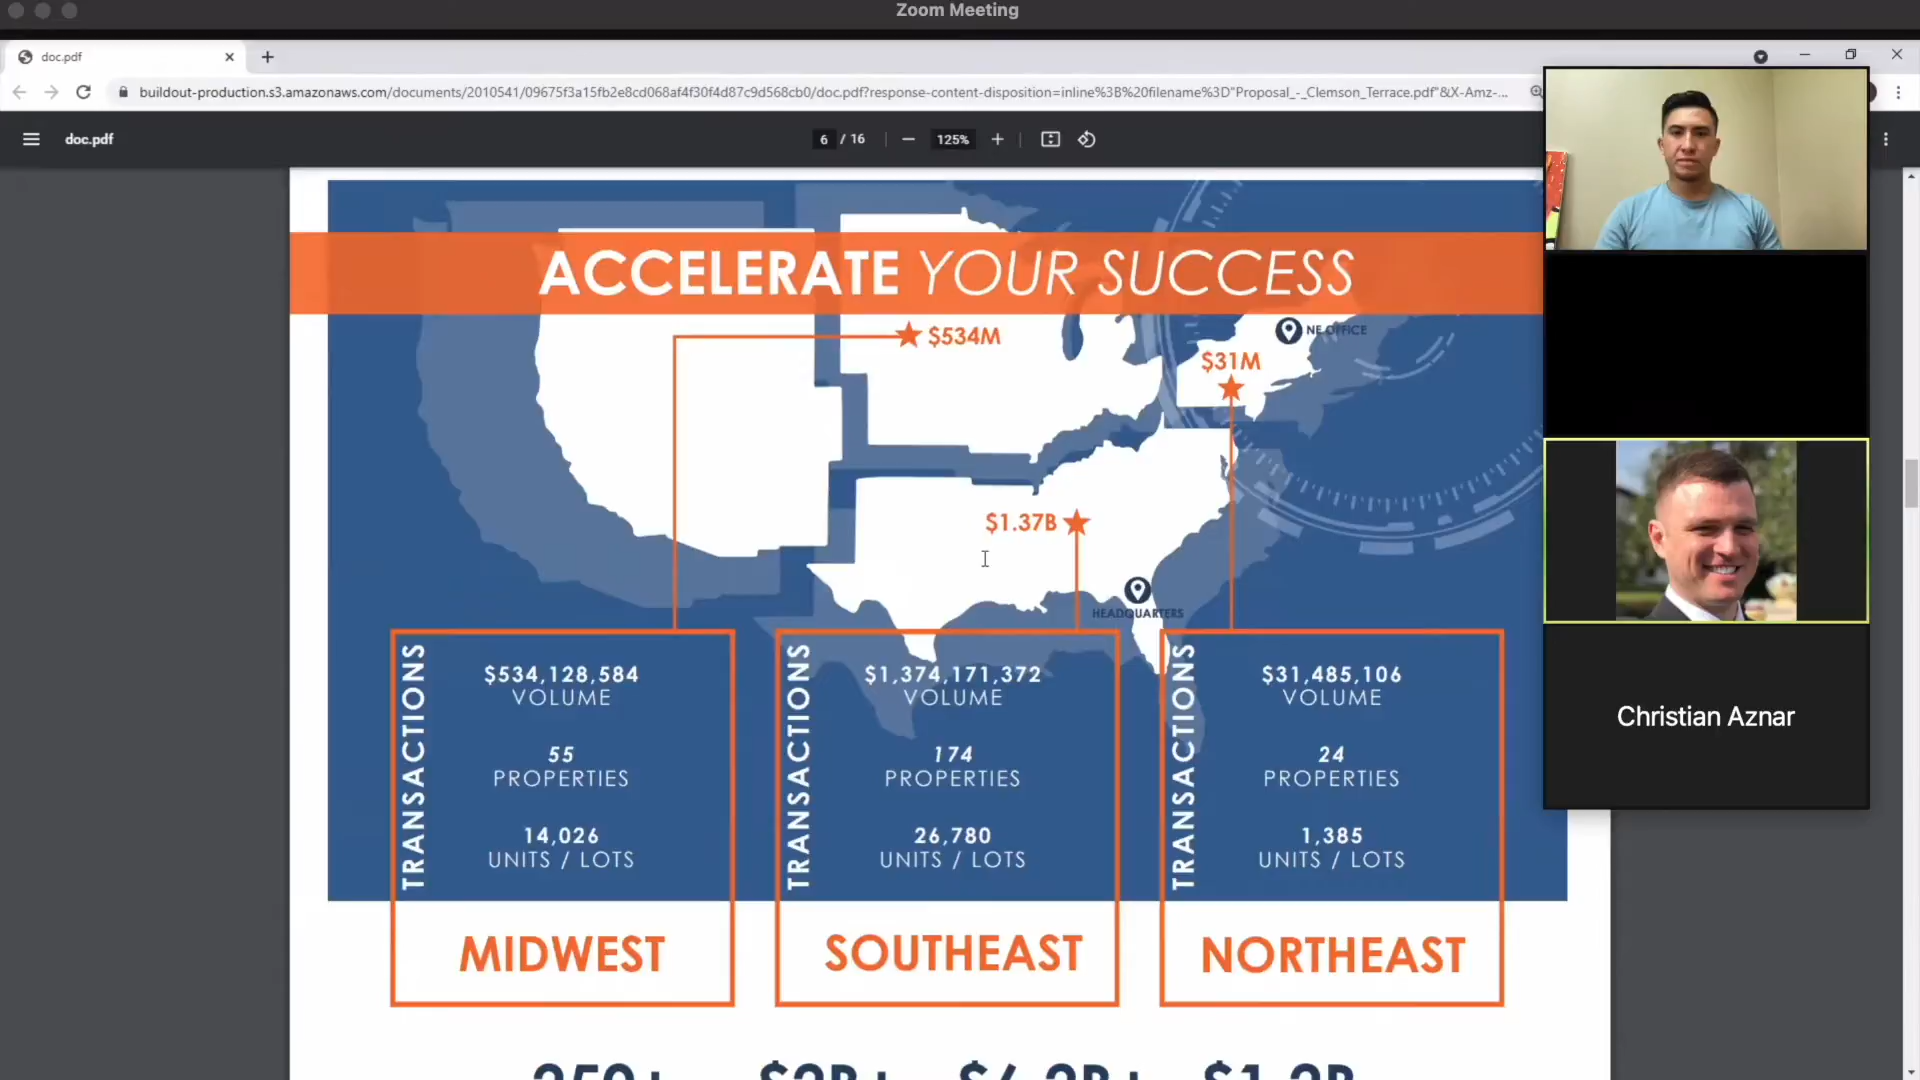 Zoom Meeting
doc.pdf
buildout-production.s3.amazonaws.com/documents/2010541/09675f3a15fb2e8cd068af4f30f4d87c9d568cb0/doc.pdf?response-content-disposition=inline%3B%20filename%3D"Proposal_-_Clemson_Terrace.pdf"&X-Amz-...
doc.pdf
6 / 16
125%
ACCELERATE YOUR SUCCESS
$534M
NE OFFICE
$31M
$1.37B
HEADQUARTERS
TRANSACTIONS
$534,128,584
VOLUME
55
PROPERTIES
14,026
UNITS / LOTS
MIDWEST
TRANSACTIONS
$1,374,171,372
VOLUME
174
PROPERTIES
26,780
UNITS / LOTS
SOUTHEAST
TRANSACTIONS
$31,485,106
VOLUME
24
PROPERTIES
1,385
UNITS / LOTS
NORTHEAST
Christian Aznar